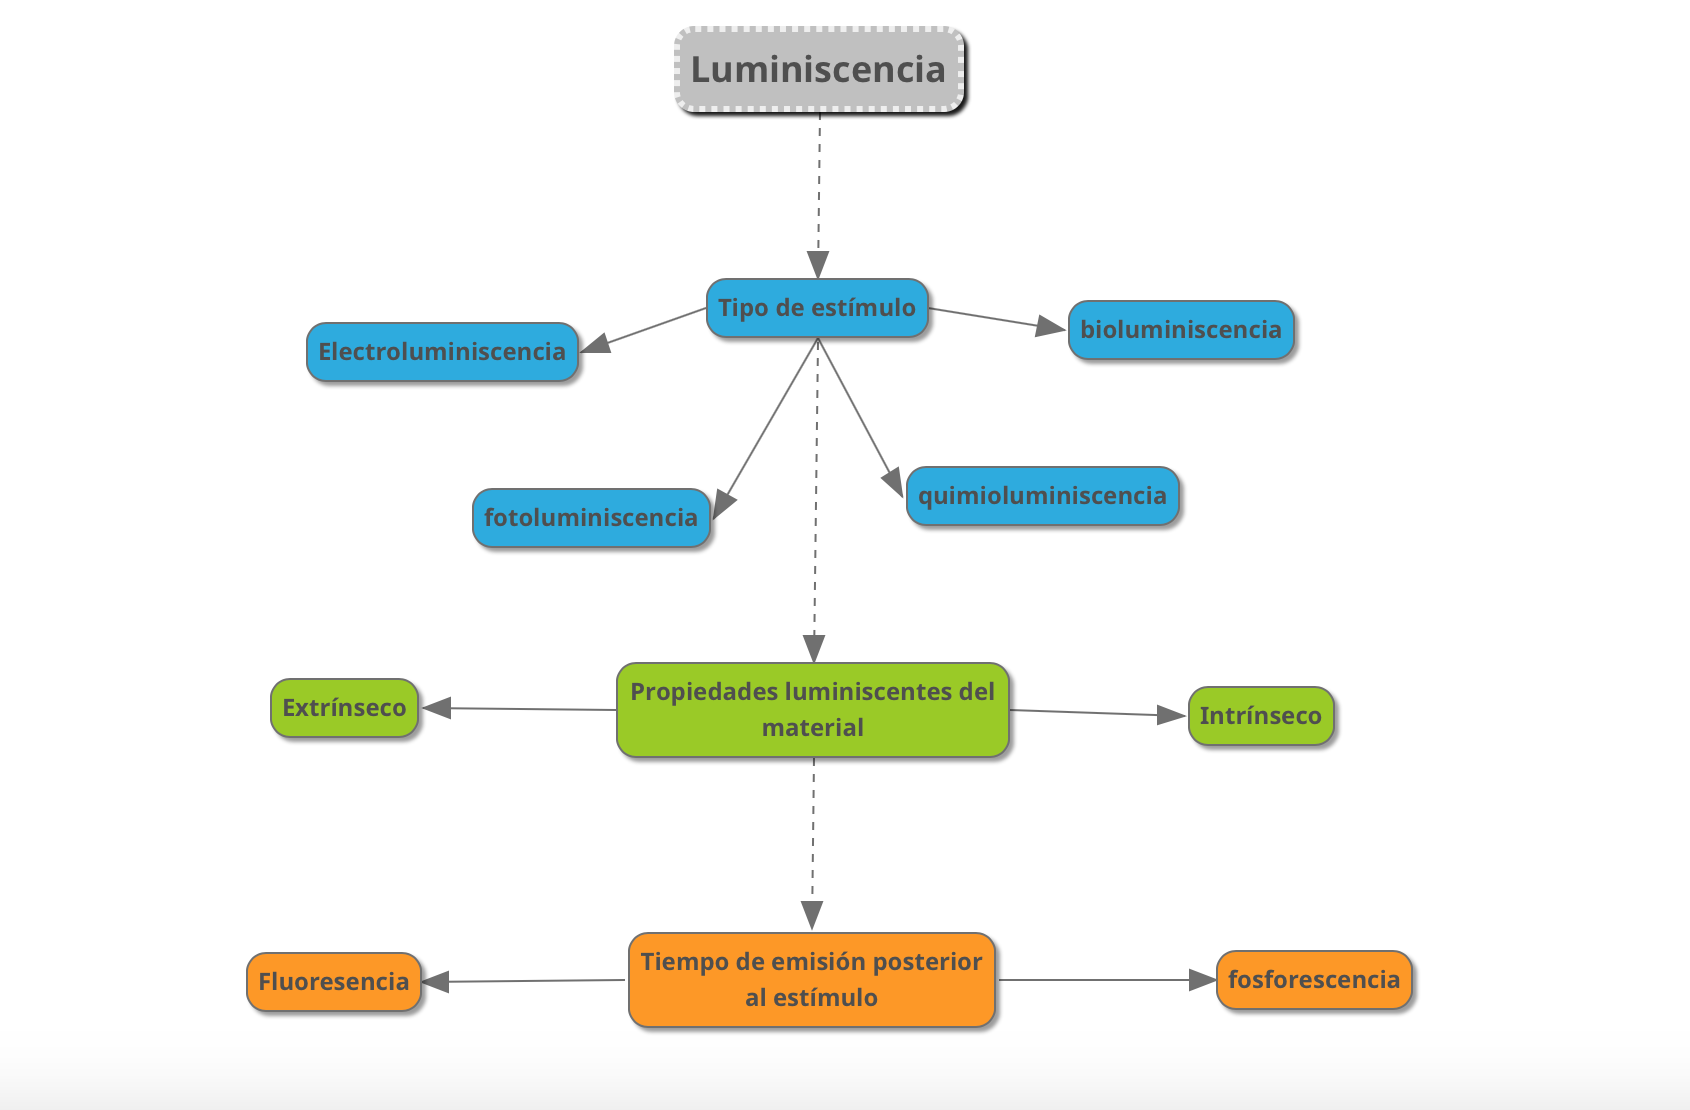 Luminiscencia
Tipo de estímulo
bioluminiscencia
Electroluminiscencia
quimioluminiscencia
fotoluminiscencia
Propiedades luminiscentes del
material
Extrínseco
Intrínseco
Tiempo de emisión posterior
al estímulo
Fluoresencia
fosforescencia